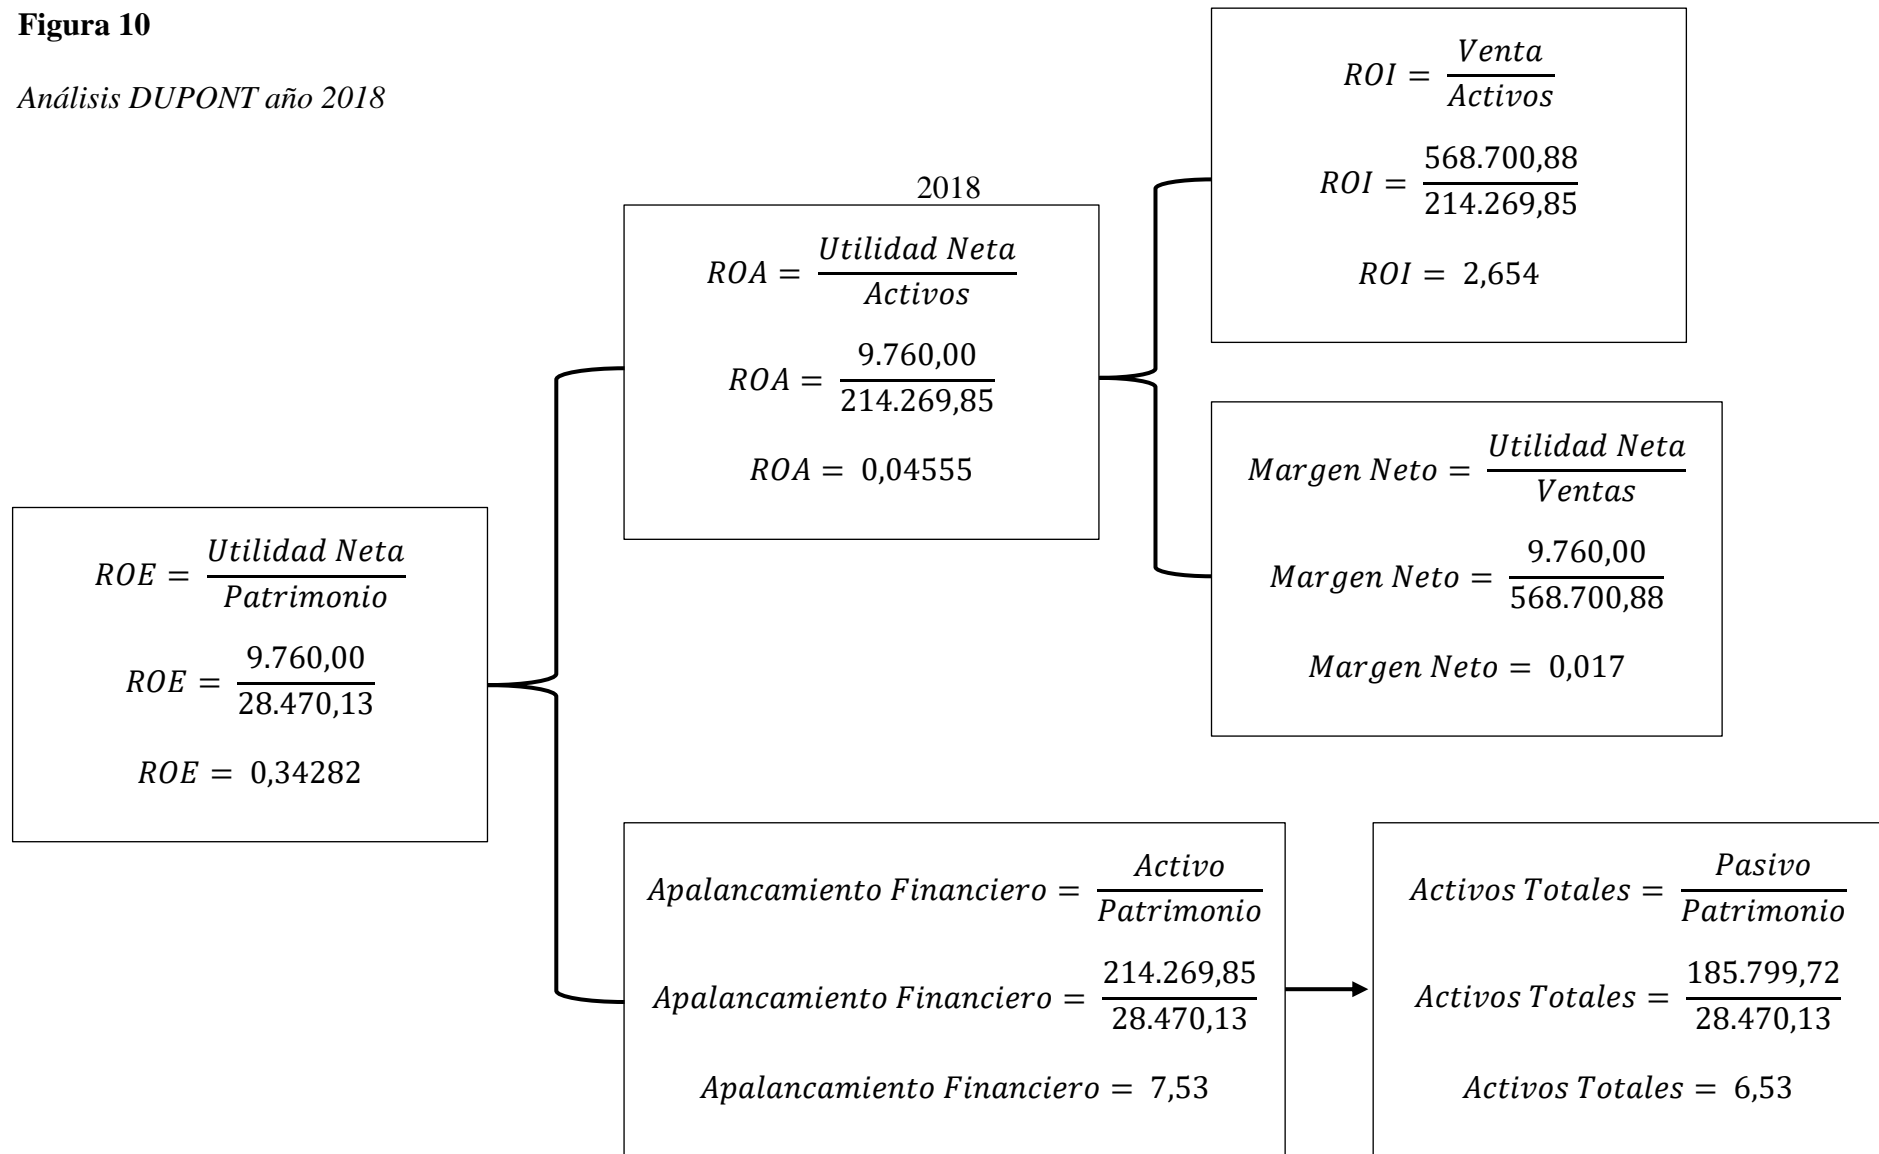 Figura 10
Análisis DUPONT año 2018
2018
ROE = Utilidad Neta / Patrimonio
ROE = 9.760,00 / 28.470,13
ROE = 0,34282
ROA = Utilidad Neta / Activos
ROA = 9.760,00 / 214.269,85
ROA = 0,04555
ROI = Venta / Activos
ROI = 568.700,88 / 214.269,85
ROI = 2,654
Margen Neto = Utilidad Neta / Ventas
Margen Neto = 9.760,00 / 568.700,88
Margen Neto = 0,017
Apalancamiento Financiero = Activo / Patrimonio
Apalancamiento Financiero = 214.269,85 / 28.470,13
Apalancamiento Financiero = 7,53
Activos Totales = Pasivo / Patrimonio
Activos Totales = 185.799,72 / 28.470,13
Activos Totales = 6,53